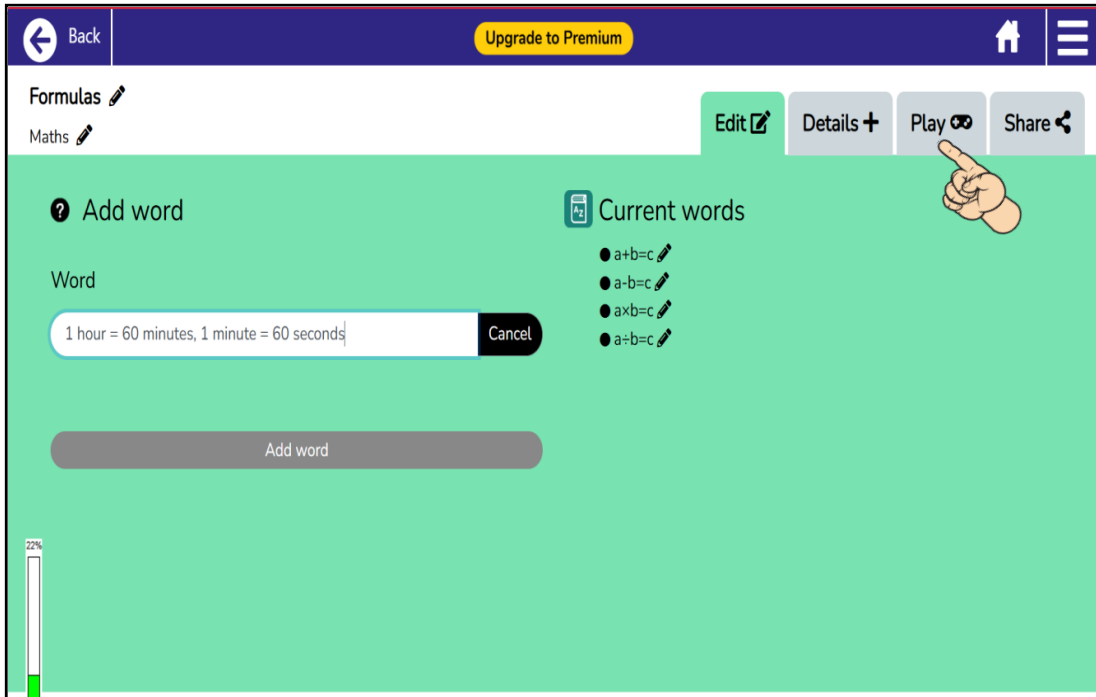 Back
Upgrade to Premium
Formulas
Maths
Edit
Details
Play
Share
? Add word
Word
1 hour = 60 minutes, 1 minute = 60 seconds
Cancel
Add word
AZ
Current words
a+b=c
a-b=c
a×b=c
a÷b=c
22%